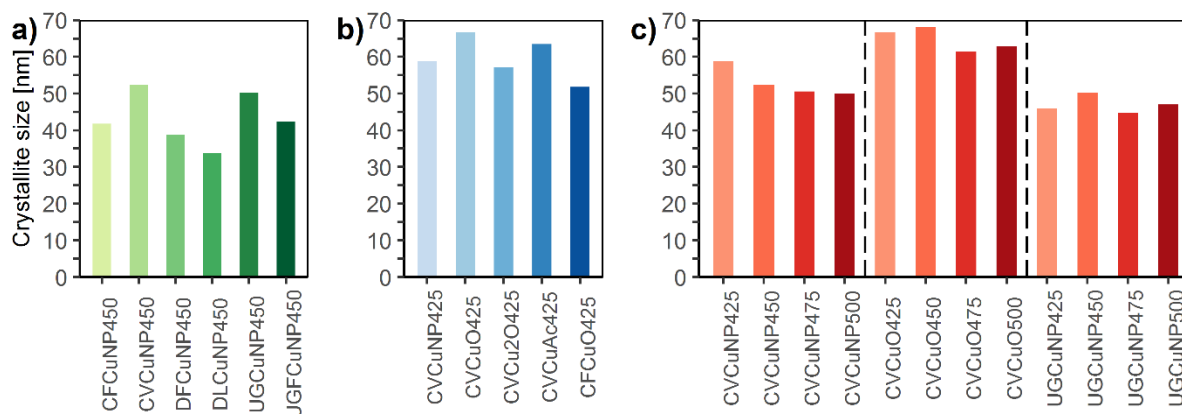 a)
Crystallite size [nm]
70
60
50
40
30
20
10
0
CFCuNP450
CVCuNP450
DFCuNP450
DLCuNP450
UGCuNP450
UGFCuNP450
b)
70
60
50
40
30
20
10
0
CVCuNP425
CVCuO425
CVCu2O425
CVCuAc425
CFCuO425
c)
70
60
50
40
30
20
10
0
CVCuNP425
CVCuNP450
CVCuNP475
CVCuNP500
CVCuO425
CVCuO450
CVCuO475
CVCuO500
UGCuNP425
UGCuNP450
UGCuNP475
UGCuNP500